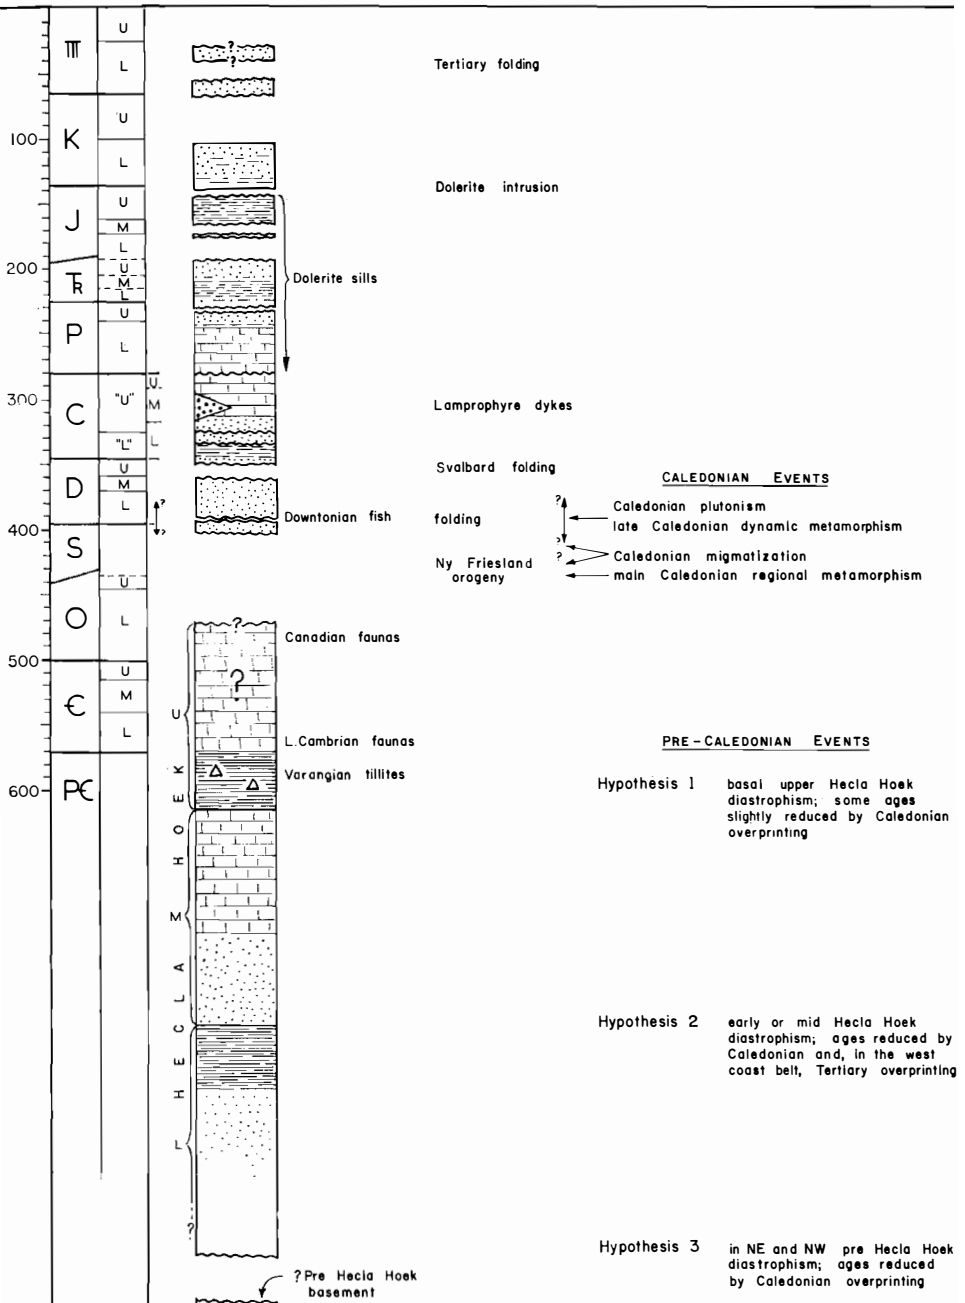 U
TT
L
Tertiary folding
?
?
U
100
K
L
Dolerite intrusion
U
J
M
L
200
U
TR
M
L
Dolerite sills
U
P
L
300
C
"U"
"L"
U
M
L
Lamprophyre dykes
U
D
M
L
?
?
Svalbard folding
CALEDONIAN EVENTS
400
Downtonian fish
folding
?
Caledonian plutonism
late Caledonian dynamic metamorphism
S
?
?
Caledonian migmatization
Ny Friesland
orogeny
main Caledonian regional metamorphism
U
O
L
?
Canadian faunas
500
U
Є
M
L
?
L.Cambrian faunas
PRE-CALEDONIAN EVENTS
Varangian tillites
600
PЄ
L HECLA M HOEK U
?
Hypothesis 1
basal upper Hecla Hoek
diastrophism; some ages
slightly reduced by Caledonian
overprinting
Hypothesis 2
early or mid Hecla Hoek
diastrophism; ages reduced by
Caledonian and, in the west
coast belt, Tertiary overprinting
Hypothesis 3
in NE and NW pre Hecla Hoek
diastrophism; ages reduced
by Caledonian overprinting
? Pre Hecla Hoek
basement